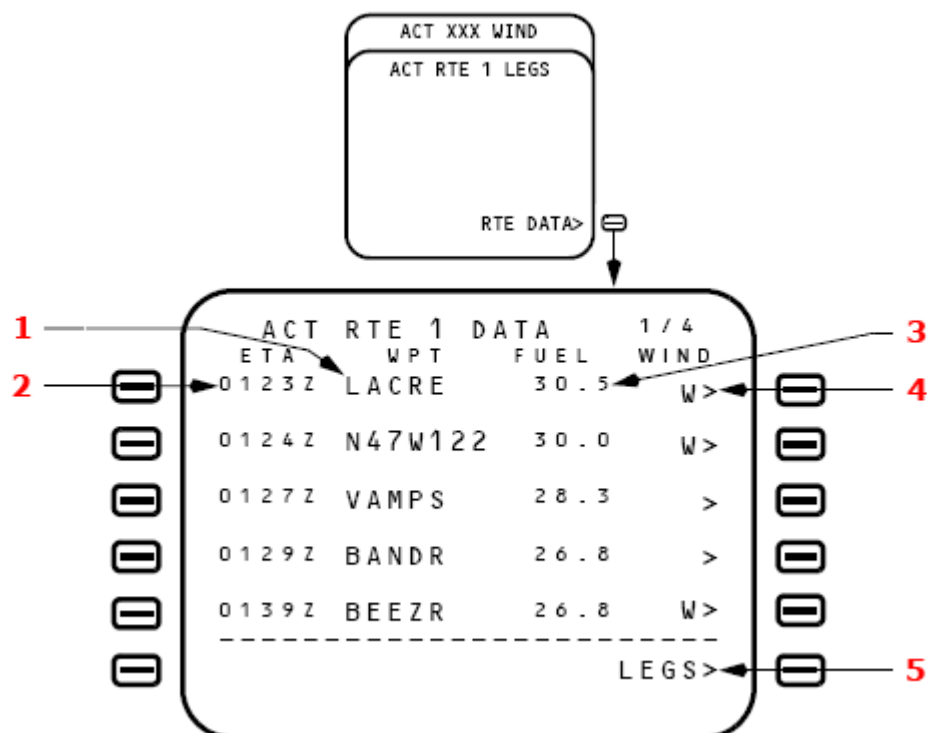 ACT XXX WIND
ACT RTE 1 LEGS
RTE DATA>
ACT RTE 1 DATA 1/4
ETA WPT FUEL WIND
0123Z LACRE 30.5 W>
0124Z N47W122 30.0 W>
0127Z VAMPS 28.3 >
0129Z BANDR 26.8 >
0139Z BEEZR 26.8 W>
--------------------------
LEGS>
1
2
3
4
5